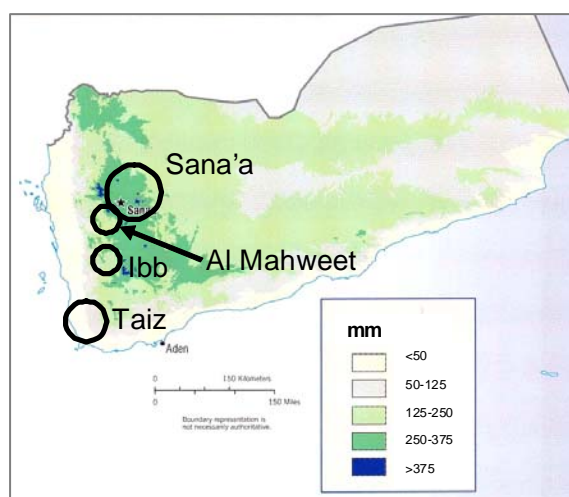 Sana'a
Al Mahweet
Ibb
Taiz
Aden
0 150 Kilometers
0 150 Miles
Boundary representation is
not necessarily authoritative.
mm
<50
50-125
125-250
250-375
>375